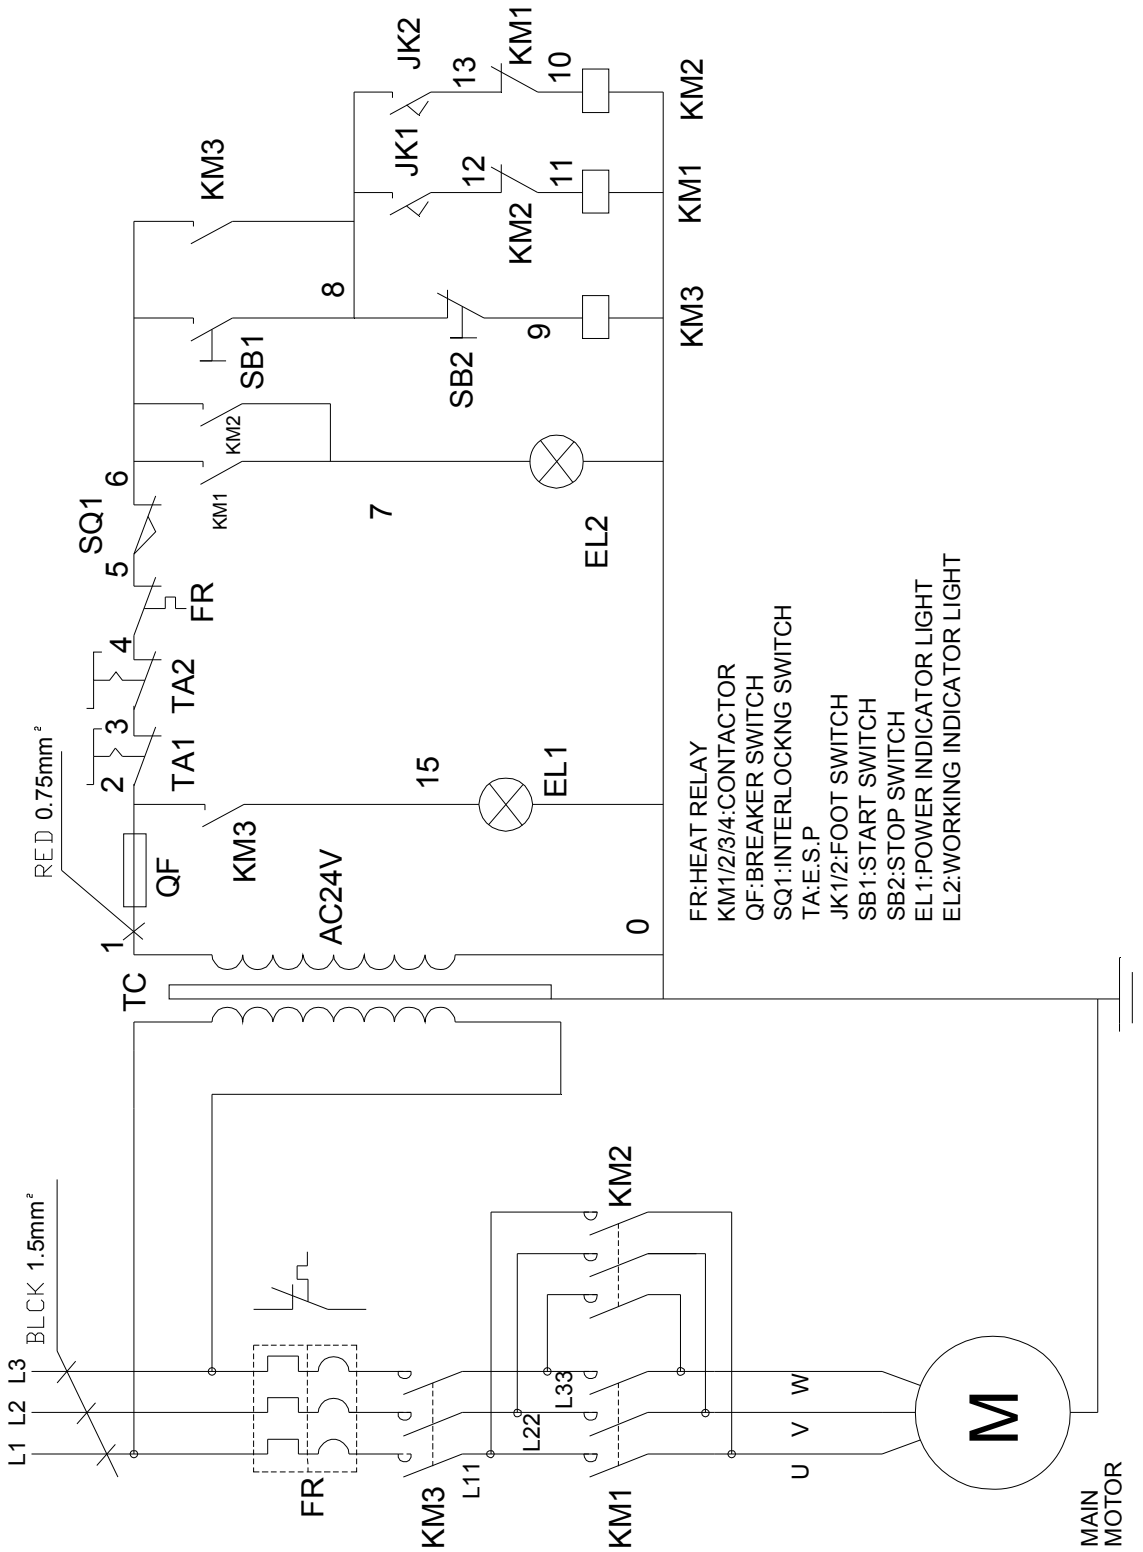 BLCK 1.5mm²
L1
L2
L3
FR
KM3
L11
L22
L33
KM1
KM2
U
V
W
M
MAIN
MOTOR
TC
AC24V
0
RED 0.75mm²
1
QF
2
TA1
3
TA2
4
FR
5
SQ1
6
KM3
15
EL1
KM1
KM2
7
EL2
SB1
KM3
8
SB2
9
KM3
JK1
12
KM2
11
KM1
JK2
13
KM1
10
KM2
FR:HEAT RELAY
KM1/2/3/4:CONTACTOR
QF:BREAKER SWITCH
SQ1:INTERLOCKNG SWITCH
TA:E.S.P
JK1/2:FOOT SWITCH
SB1:START SWITCH
SB2:STOP SWITCH
EL1:POWER INDICATOR LIGHT
EL2:WORKING INDICATOR LIGHT